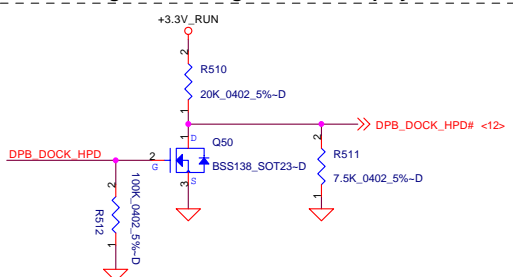 +3.3V_RUN
2
R510
20K_0402_5%~D
1
DPB_DOCK_HPD# <12>
1
D
Q50
2
DPB_DOCK_HPD
2
G
BSS138_SOT23~D
R511
S
3
7.5K_0402_5%~D
1
2
100K_0402_5%~D
R512
1